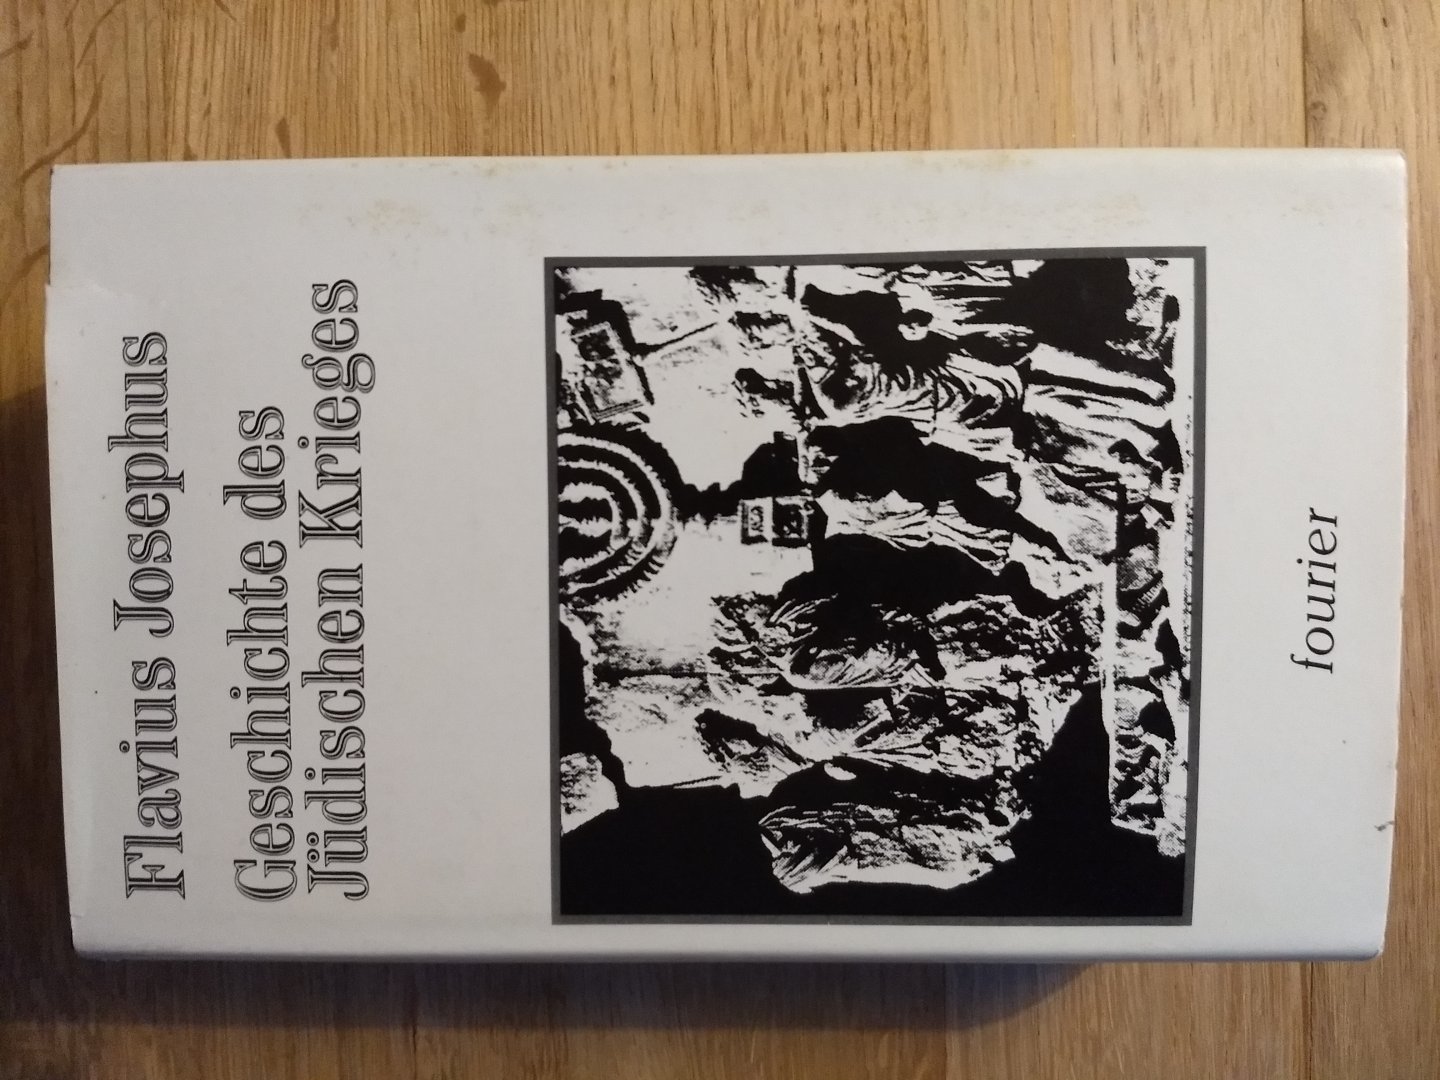 Flavius Josephus
Geschichte des
Jüdischen Krieges
fourier